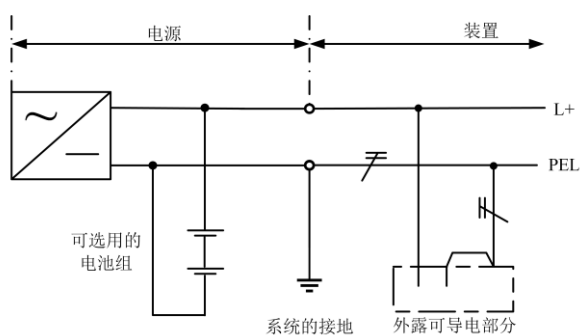 电源
装置
L+
PEL
可选用的
电池组
系统的接地
外露可导电部分